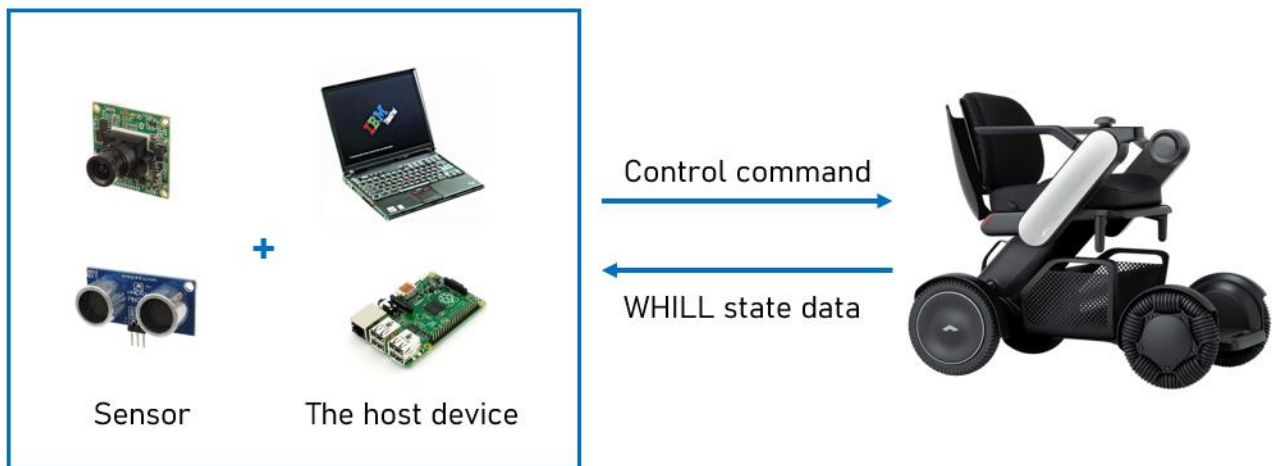 IBM
Control command
+
WHILL state data
Sensor
The host device